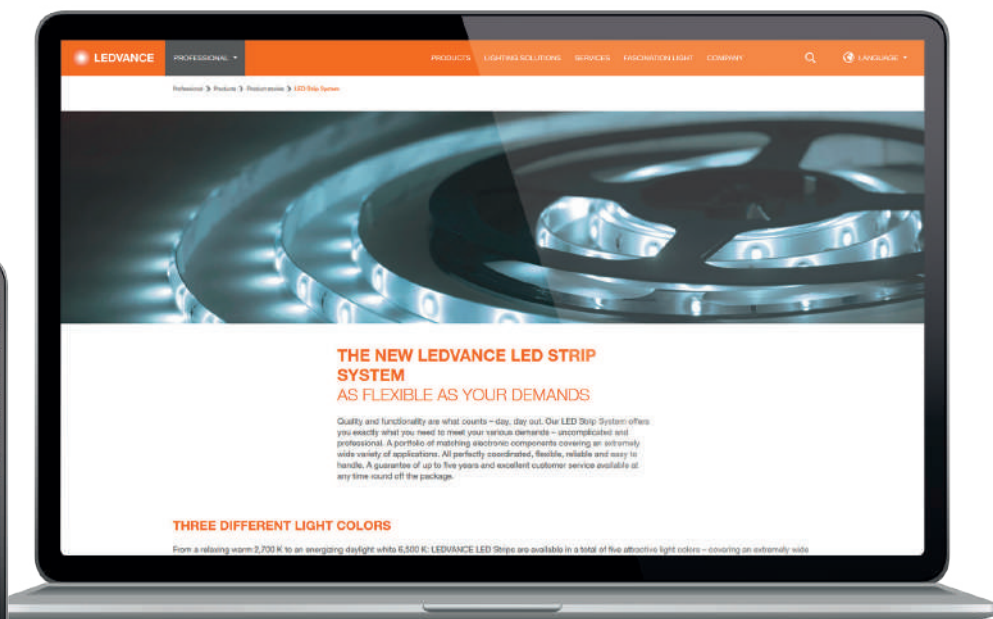 LEDVANCE
PROFESSIONAL
PRODUCTS LIGHTING SOLUTIONS SERVICES FASCINATION LIGHT COMPANY
LANGUAGE
Professional > Products > Product stories > LED Strip System
THE NEW LEDVANCE LED STRIP
SYSTEM
AS FLEXIBLE AS YOUR DEMANDS
Quality and functionality are what counts – day, day out. Our LED Strip System offers
you exactly what you need to meet your various demands – uncomplicated and
professional. A portfolio of matching electronic components covering an extremely
wide variety of applications. All perfectly coordinated, flexible, reliable and easy to
handle. A guarantee of up to five years and excellent customer service available at
any time round off the package.
THREE DIFFERENT LIGHT COLORS
From a relaxing warm 2,700 K to an energizing daylight white 6,500 K: LEDVANCE LED Strips are available in a total of five attractive light colors – covering an extremely wide